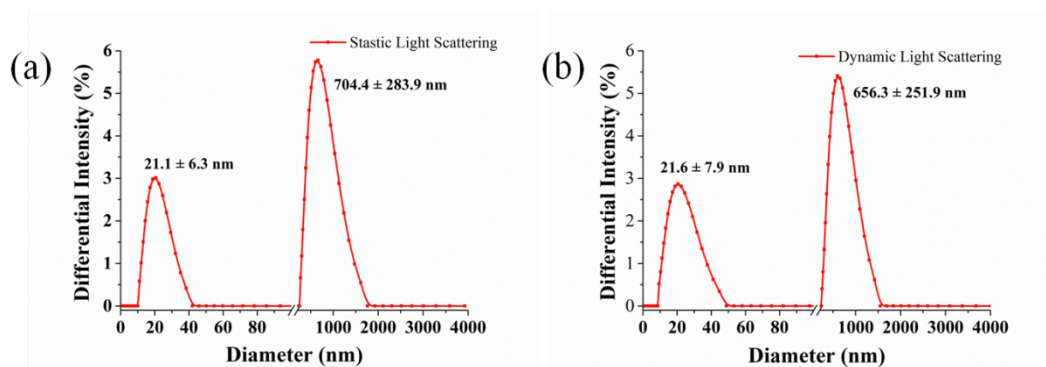 (a)
Differential Intensity (%)
6
5
4
3
2
1
0
Stastic Light Scattering
704.4 ± 283.9 nm
21.1 ± 6.3 nm
0 20 40 60 80 1000 2000 3000 4000
Diameter (nm)
(b)
Differential Intensity (%)
6
5
4
3
2
1
0
Dynamic Light Scattering
656.3 ± 251.9 nm
21.6 ± 7.9 nm
0 20 40 60 80 1000 2000 3000 4000
Diameter (nm)